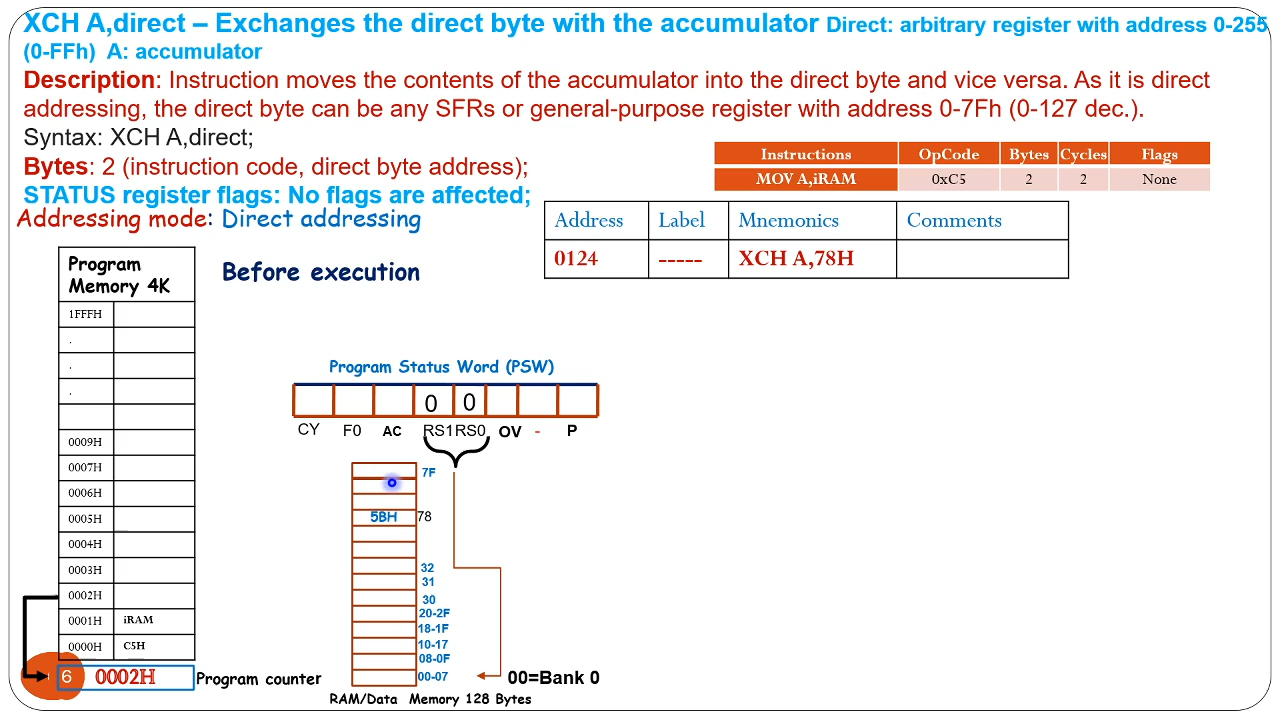 XCH A,direct – Exchanges the direct byte with the accumulator Direct: arbitrary register with address 0-255
(0-FFh) A: accumulator
Description: Instruction moves the contents of the accumulator into the direct byte and vice versa. As it is direct
addressing, the direct byte can be any SFRs or general-purpose register with address 0-7Fh (0-127 dec.).
Syntax: XCH A,direct;
Bytes: 2 (instruction code, direct byte address);
STATUS register flags: No flags are affected;
Addressing mode: Direct addressing
Instructions OpCode Bytes Cycles Flags
MOV A,iRAM 0xC5 2 2 None
Address Label Mnemonics Comments
0124 ----- XCH A,78H
Program
Memory 4K
1FFFH
.
.
.
0009H
0007H
0006H
0005H
0004H
0003H
0002H
0001H iRAM
0000H C5H
6 0002H Program counter
Before execution
Program Status Word (PSW)
0 0
CY F0 AC RS1 RS0 OV - P
7F
5BH 78
32
31
30
20-2F
18-1F
10-17
08-0F
00-07
00=Bank 0
RAM/Data Memory 128 Bytes